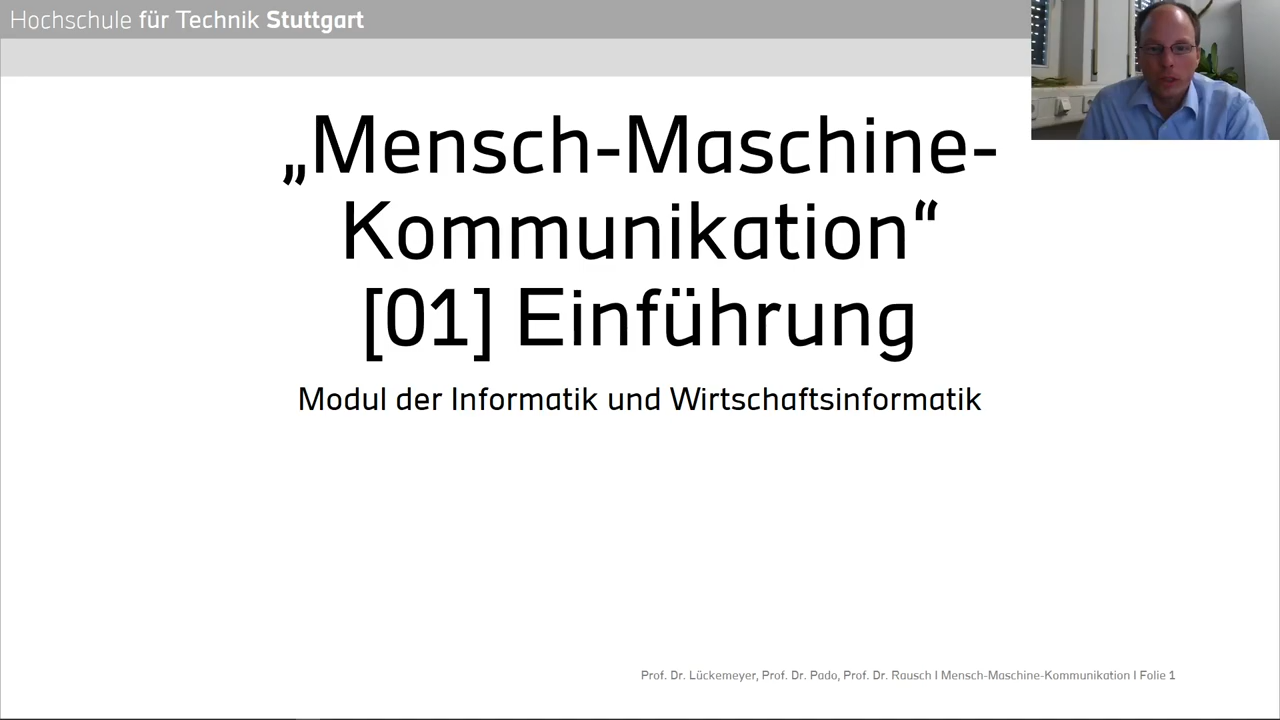 Hochschule für Technik Stuttgart
„Mensch-Maschine-
Kommunikation“
[01] Einführung
Modul der Informatik und Wirtschaftsinformatik
Prof. Dr. Lückemeyer, Prof. Dr. Pado, Prof. Dr. Rausch I Mensch-Maschine-Kommunikation I Folie 1